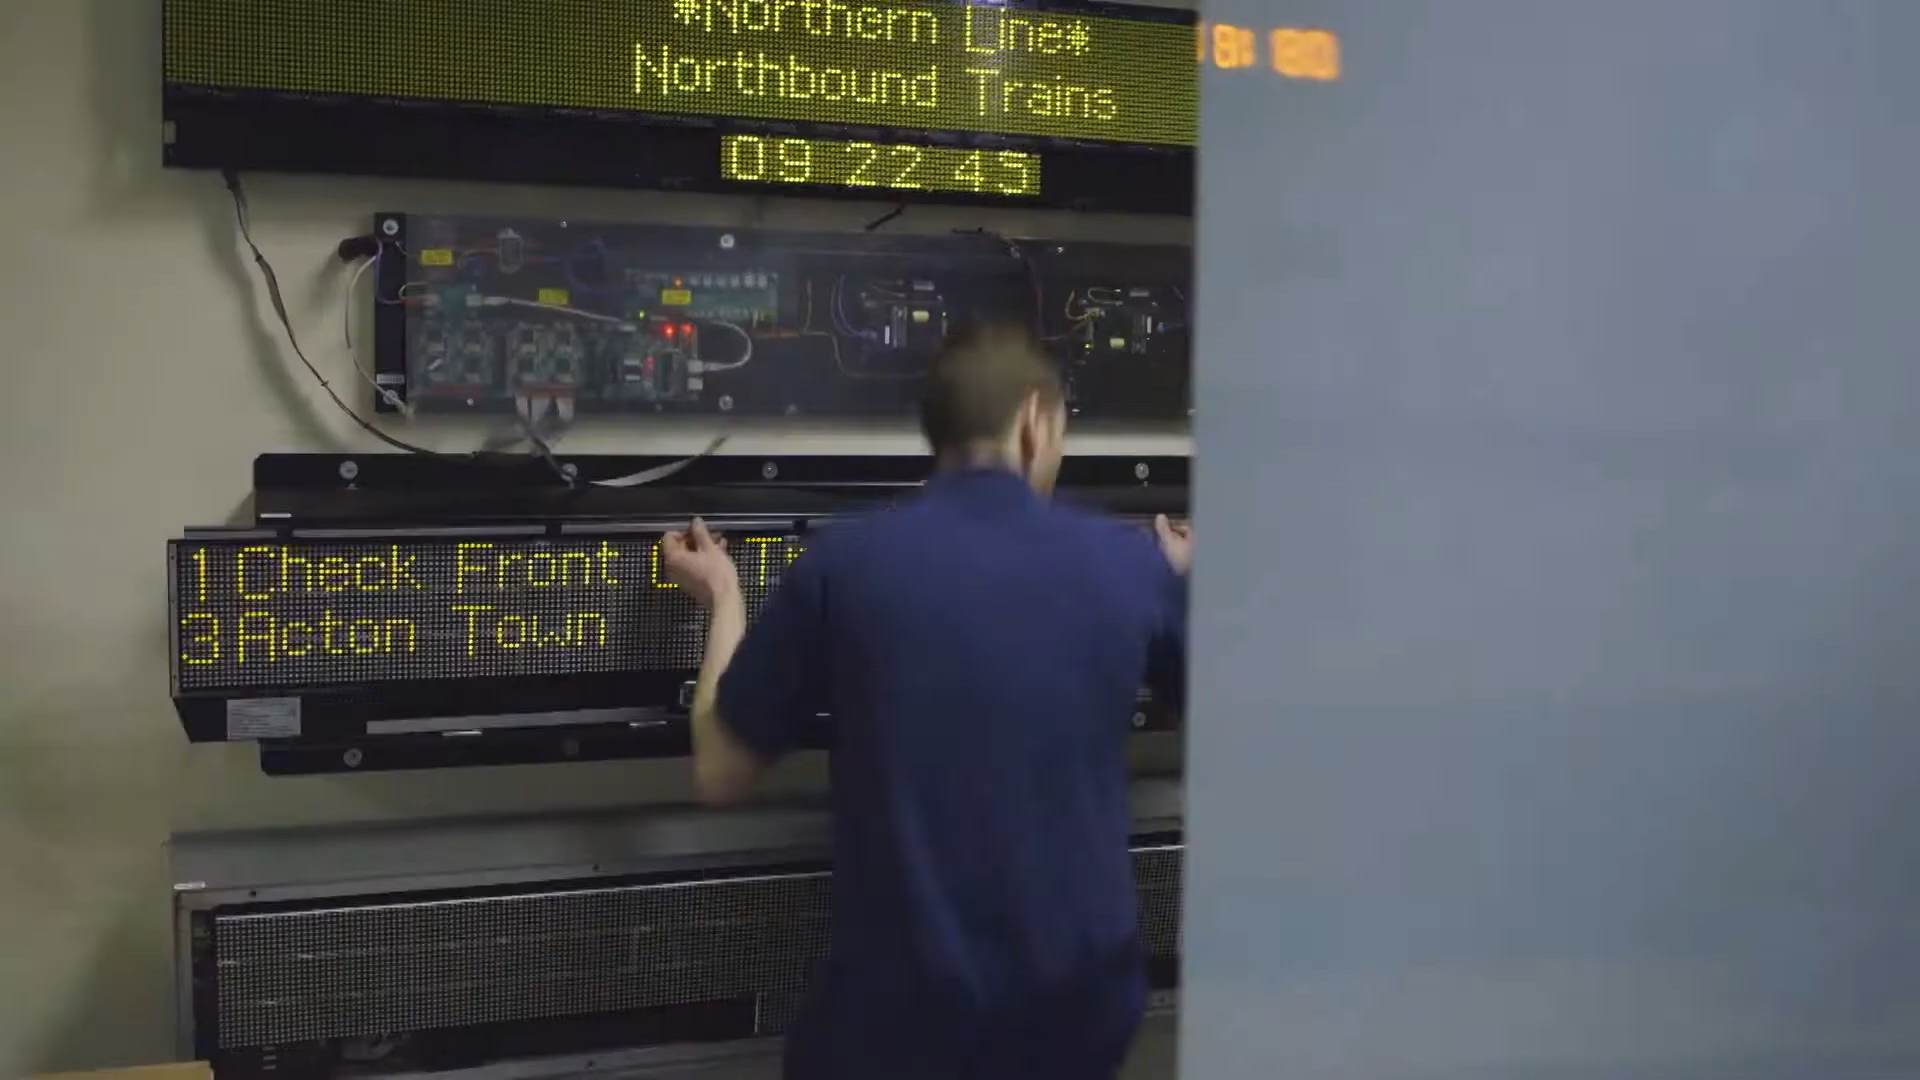 *Northern Line*
Northbound Trains
09 22 45
1 Check Front
3 Acton Town